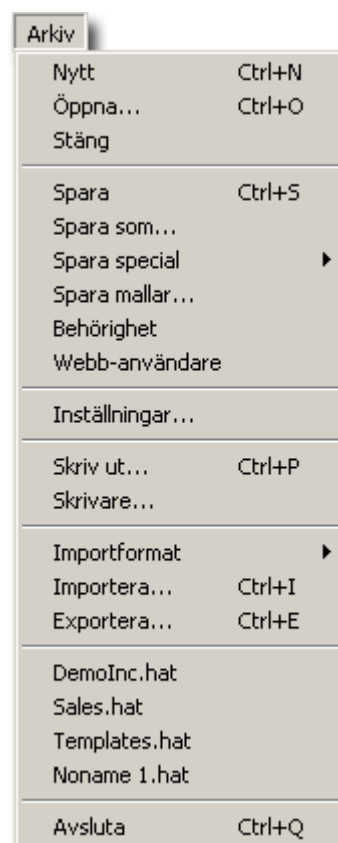 Arkiv
Nytt Ctrl+N
Öppna... Ctrl+O
Stäng
Spara Ctrl+S
Spara som...
Spara special
Spara mallar...
Behörighet
Webb-användare
Inställningar...
Skriv ut... Ctrl+P
Skrivare...
Importformat
Importera... Ctrl+I
Exportera... Ctrl+E
DemoInc.hat
Sales.hat
Templates.hat
Noname 1.hat
Avsluta Ctrl+Q